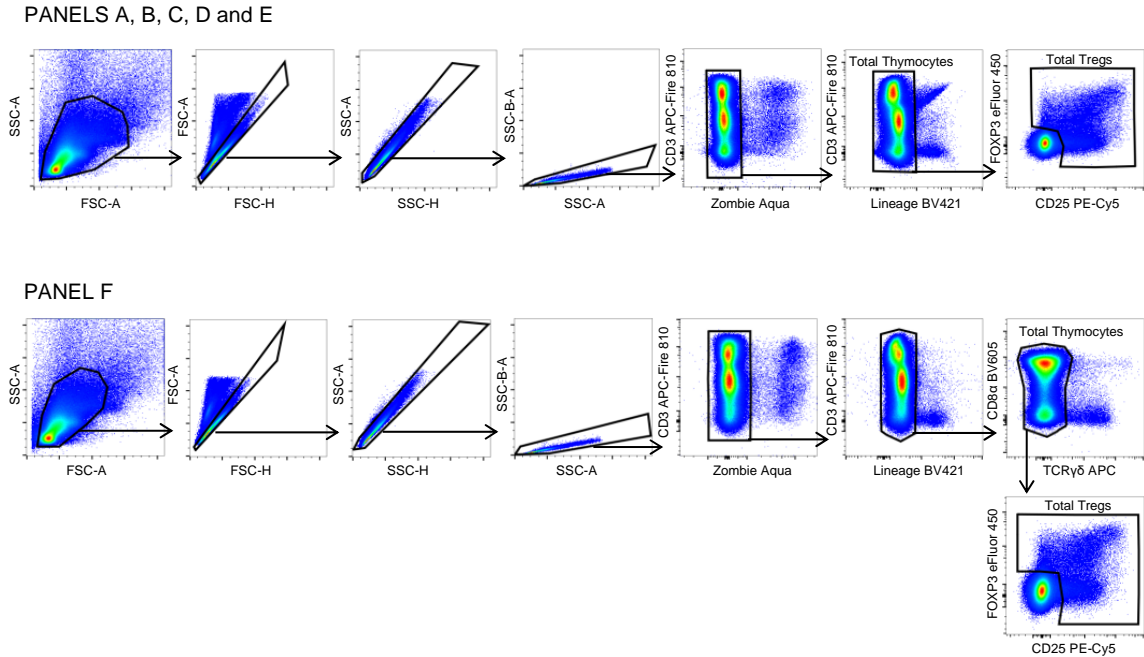 PANELS A, B, C, D and E
SSC-A
FSC-A
FSC-A
FSC-H
SSC-A
SSC-H
SSC-B-A
SSC-A
CD3 APC-Fire 810
Zombie Aqua
CD3 APC-Fire 810
Total Thymocytes
Lineage BV421
FOXP3 eFluor 450
Total Tregs
CD25 PE-Cy5
PANEL F
SSC-A
FSC-A
FSC-A
FSC-H
SSC-A
SSC-H
SSC-B-A
SSC-A
CD3 APC-Fire 810
Zombie Aqua
CD3 APC-Fire 810
Lineage BV421
CD8α BV605
Total Thymocytes
TCRγδ APC
FOXP3 eFluor 450
Total Tregs
CD25 PE-Cy5